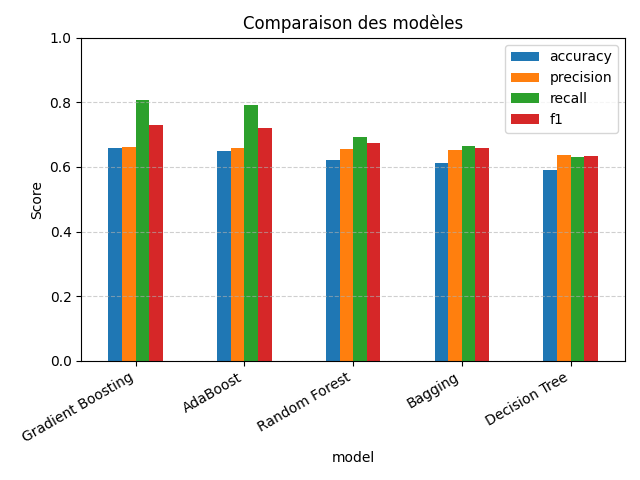 Comparaison des modèles
accuracy
precision
recall
f1
Score
1.0
0.8
0.6
0.4
0.2
0.0
Gradient Boosting
AdaBoost
Random Forest
Bagging
Decision Tree
model